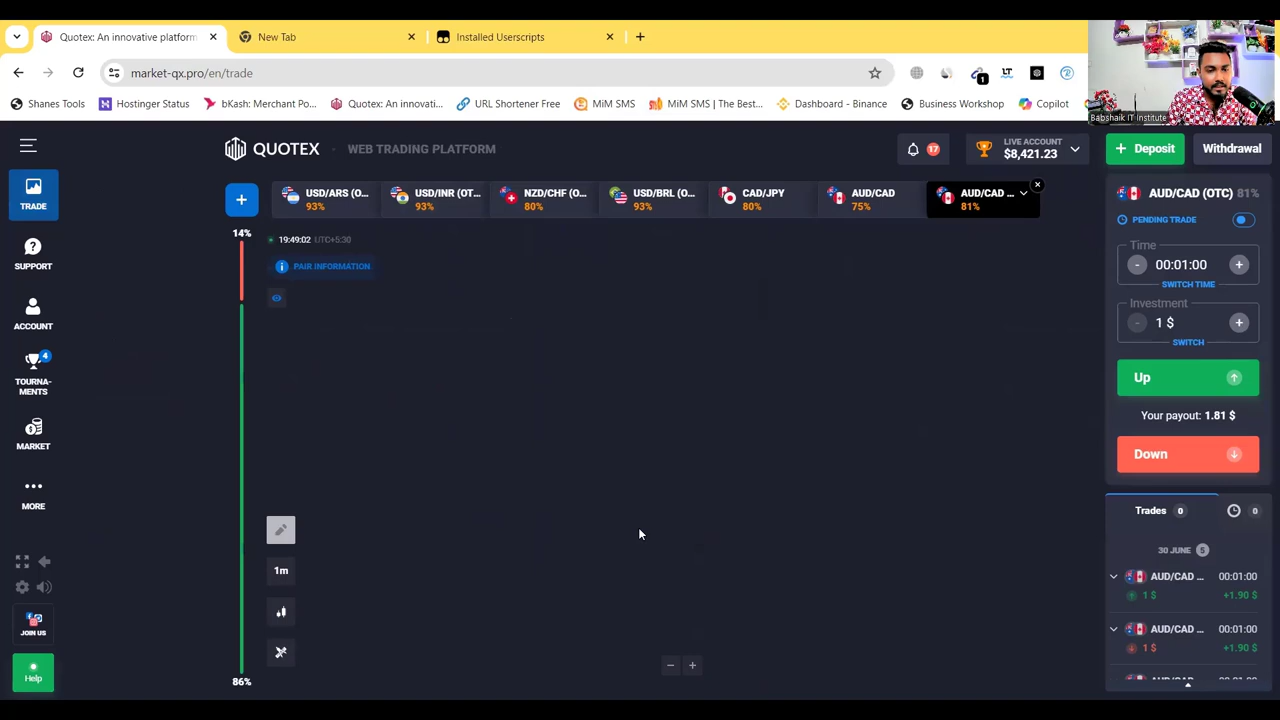 Quotex: An innovative platform
New Tab
Installed Userscripts
market-qx.pro/en/trade
1
LT
Shanes Tools
Hostinger Status
bKash: Merchant Po...
Quotex: An innovati...
URL Shortener Free
MiM SMS
MiM SMS | The Best...
Dashboard - Binance
Business Workshop
Copilot
Babshaik IT Institute
QUOTEX
WEB TRADING PLATFORM
17
LIVE ACCOUNT
$8,421.23
Deposit
Withdrawal
TRADE
SUPPORT
ACCOUNT
4
TOURNA-
MENTS
MARKET
MORE
JOIN US
Help
USD/ARS (O...
93%
USD/INR (OT...
93%
NZD/CHF (O...
80%
USD/BRL (O...
93%
CAD/JPY
80%
AUD/CAD
75%
AUD/CAD ...
81%
14%
19:49:02 UTC+5:30
PAIR INFORMATION
1m
86%
AUD/CAD (OTC) 81%
PENDING TRADE
Time
- 00:01:00 +
SWITCH TIME
Investment
- 1 $ +
SWITCH
Up
Your payout: 1.81 $
Down
Trades 0
0
30 JUNE 5
AUD/CAD ... 00:01:00
1 $ +1.90 $
AUD/CAD ... 00:01:00
1 $ +1.90 $